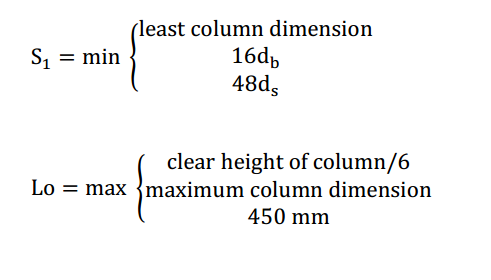 least column dimension
S₁ = min { 16d_b
48d_s
clear height of column/6
Lo = max { maximum column dimension
450 mm